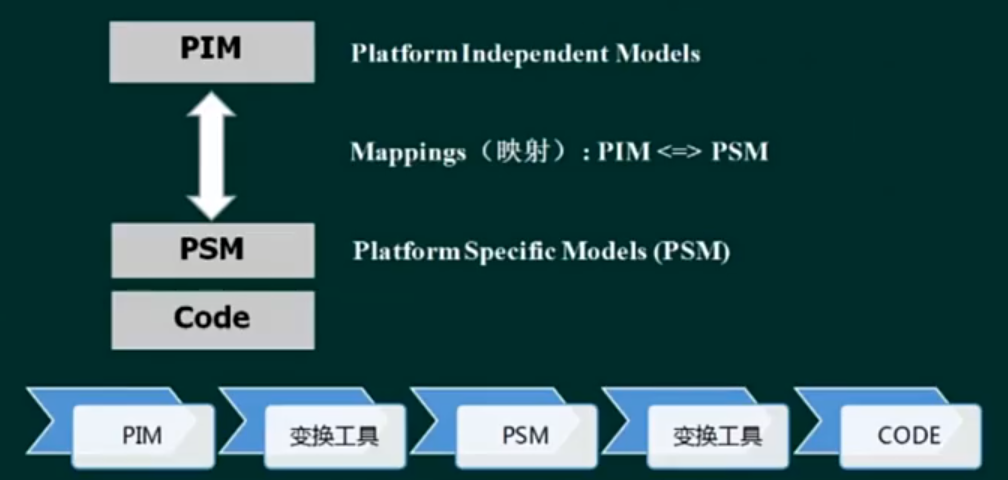 PIM
Platform Independent Models
Mappings（映射）: PIM <=> PSM
PSM
Platform Specific Models (PSM)
Code
PIM
变换工具
PSM
变换工具
CODE